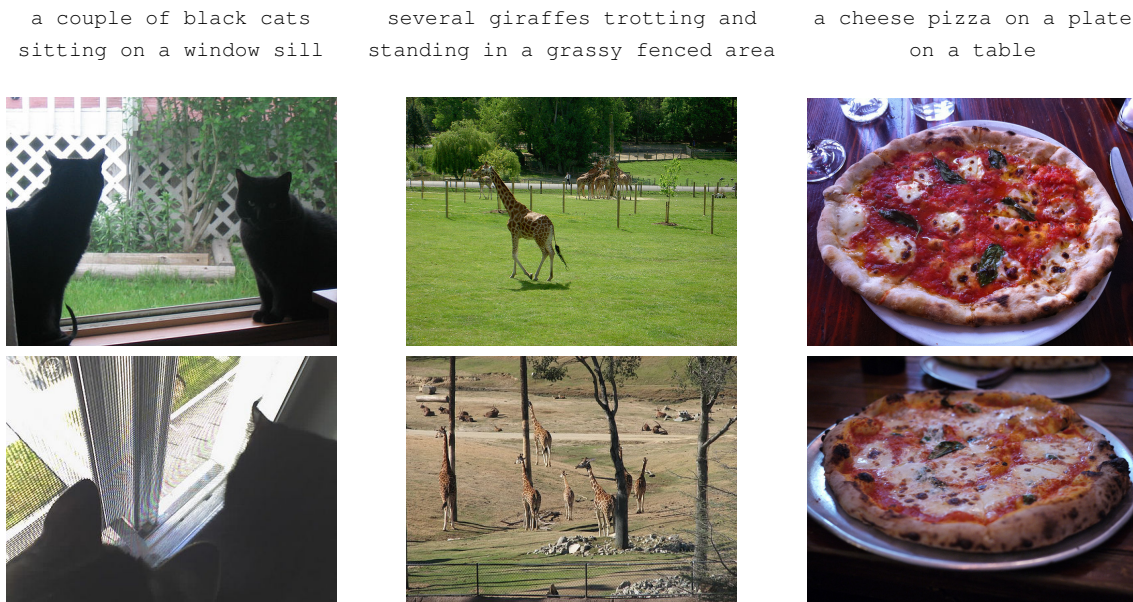 a couple of black cats
sitting on a window sill
several giraffes trotting and
standing in a grassy fenced area
a cheese pizza on a plate
on a table